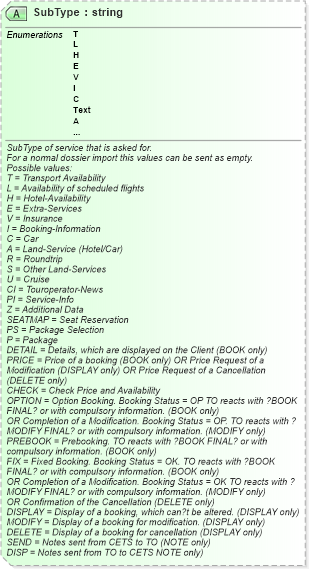 A SubType : string
Enumerations T
L
H
E
V
I
C
Text
A
...
SubType of service that is asked for.
For a normal dossier import this values can be sent as empty.
Possible values:
T = Transport Availability
L = Availability of scheduled flights
H = Hotel-Availability
E = Extra-Services
V = Insurance
I = Booking-Information
C = Car
A = Land-Service (Hotel/Car)
R = Roundtrip
S = Other Land-Services
U = Cruise
CI = Touroperator-News
PI = Service-Info
Z = Additional Data
SEATMAP = Seat Reservation
PS = Package Selection
P = Package
DETAIL = Details, which are displayed on the Client (BOOK only)
PRICE = Price of a booking (BOOK only) OR Price Request of a
Modification (DISPLAY only) OR Price Request of a Cancellation
(DELETE only)
CHECK = Check Price and Availability
OPTION = Option Booking. Booking Status = OP TO reacts with ?BOOK
FINAL? or with compulsory information. (BOOK only)
OR Completion of a Modification. Booking Status = OP. TO reacts with ?
MODIFY FINAL? or with compulsory information. (MODIFY only)
PREBOOK = Prebooking. TO reacts with ?BOOK FINAL? or with
compulsory information. (BOOK only)
FIX = Fixed Booking. Booking Status = OK. TO reacts with ?BOOK
FINAL? or with compulsory information. (BOOK only)
OR Completion of a Modification. Booking Status = OK TO reacts with ?
MODIFY FINAL? or with compulsory information. (MODIFY only)
OR Confirmation of the Cancellation (DELETE only)
DISPLAY = Display of a booking, which can?t be altered. (DISPLAY only)
MODIFY = Display of a booking for modification. (DISPLAY only)
DELETE = Display of a booking for cancellation (DISPLAY only)
SEND = Notes sent from CETS to TO (NOTE only)
DISP = Notes sent from TO to CETS NOTE only)